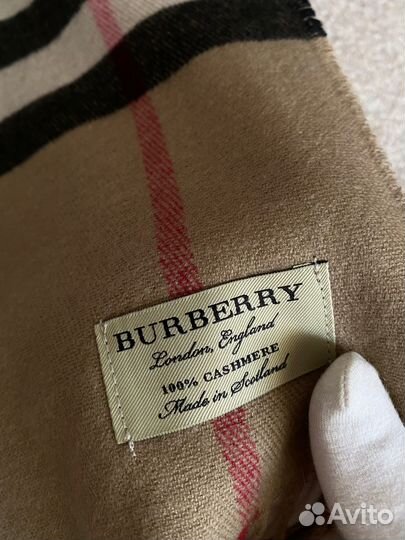 BURBERRY
London, England
100% CASHMERE
Made in Scotland
Avito